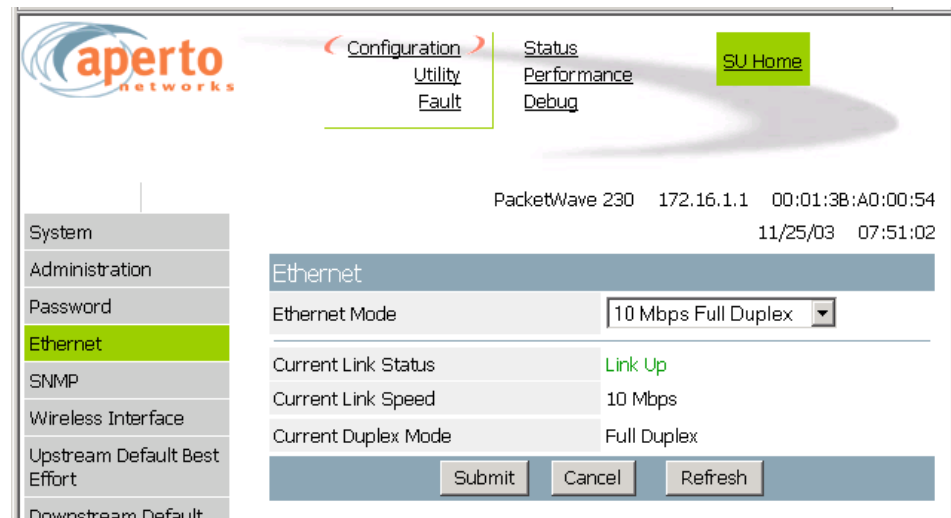 aperto
networks
Configuration
Utility
Fault
Status
Performance
Debug
SU Home
PacketWave 230 172.16.1.1 00:01:3B:A0:00:54
11/25/03 07:51:02
System
Administration
Password
Ethernet
SNMP
Wireless Interface
Upstream Default Best
Effort
Downstream Default
Ethernet
Ethernet Mode 10 Mbps Full Duplex
Current Link Status Link Up
Current Link Speed 10 Mbps
Current Duplex Mode Full Duplex
Submit Cancel Refresh